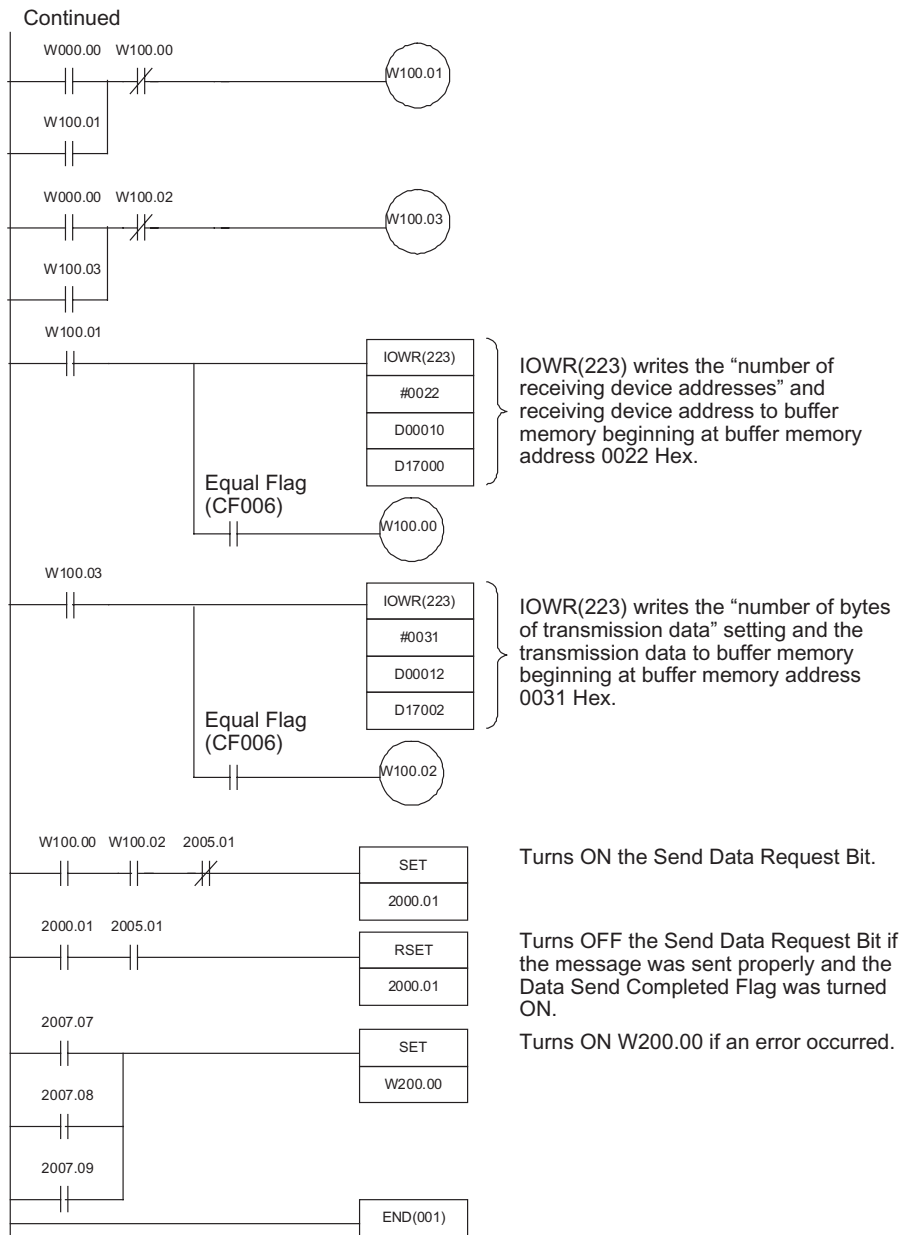 Continued
W000.00 W100.00
W100.01
W100.01
W000.00 W100.02
W100.03
W100.03
W100.01
IOWR(223)
#0022
D00010
D17000
IOWR(223) writes the “number of
receiving device addresses” and
receiving device address to buffer
memory beginning at buffer memory
address 0022 Hex.
Equal Flag
(CF006)
W100.00
W100.03
IOWR(223)
#0031
D00012
D17002
IOWR(223) writes the “number of bytes
of transmission data” setting and the
transmission data to buffer memory
beginning at buffer memory address
0031 Hex.
Equal Flag
(CF006)
W100.02
W100.00 W100.02 2005.01
SET
2000.01
Turns ON the Send Data Request Bit.
2000.01 2005.01
RSET
2000.01
Turns OFF the Send Data Request Bit if
the message was sent properly and the
Data Send Completed Flag was turned
ON.
2007.07
SET
W200.00
Turns ON W200.00 if an error occurred.
2007.08
2007.09
END(001)